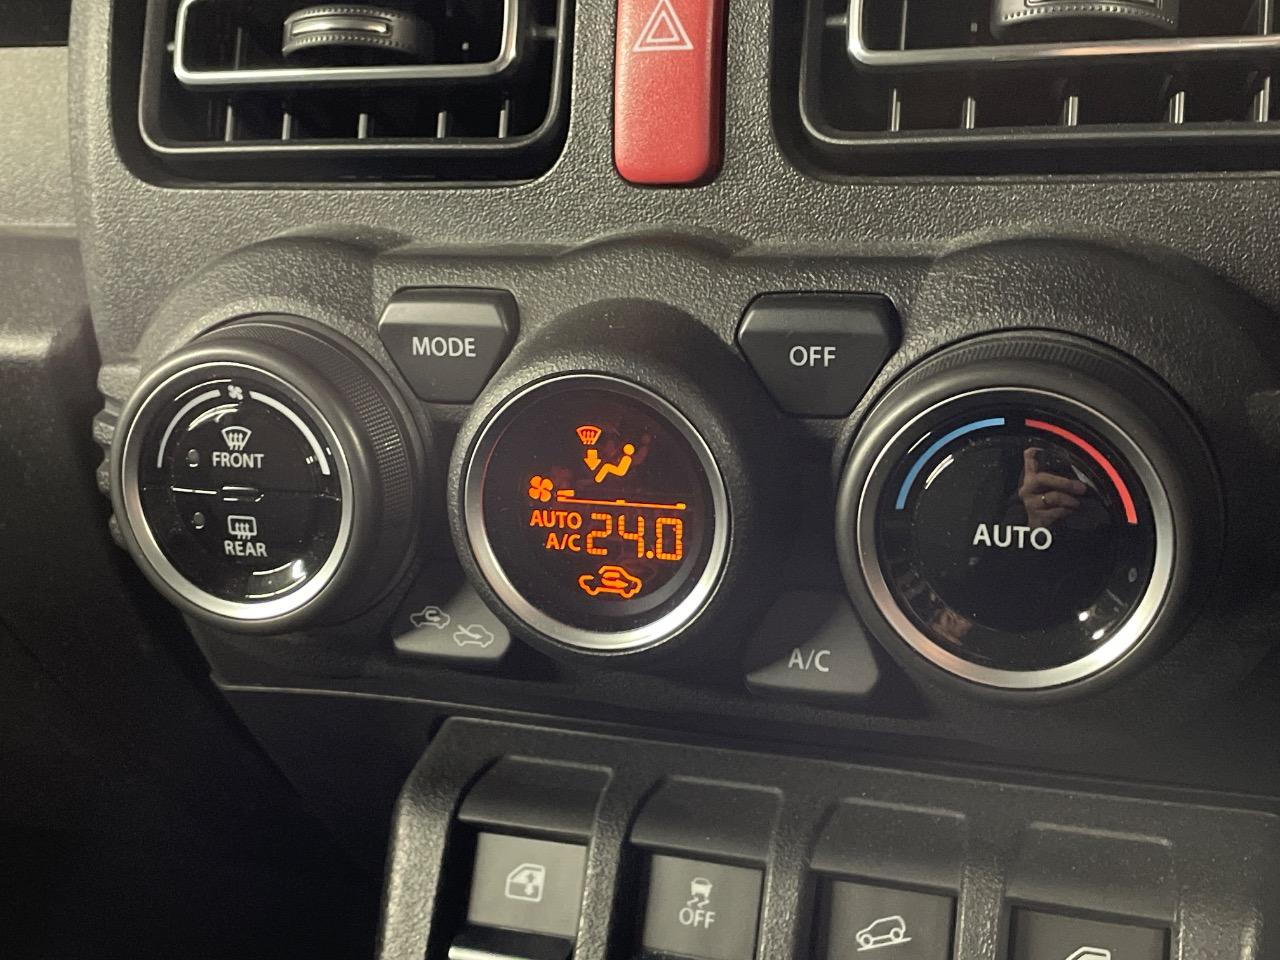 MODE
OFF
FRONT
REAR
AUTO
A/C
24.0
AUTO
A/C
OFF